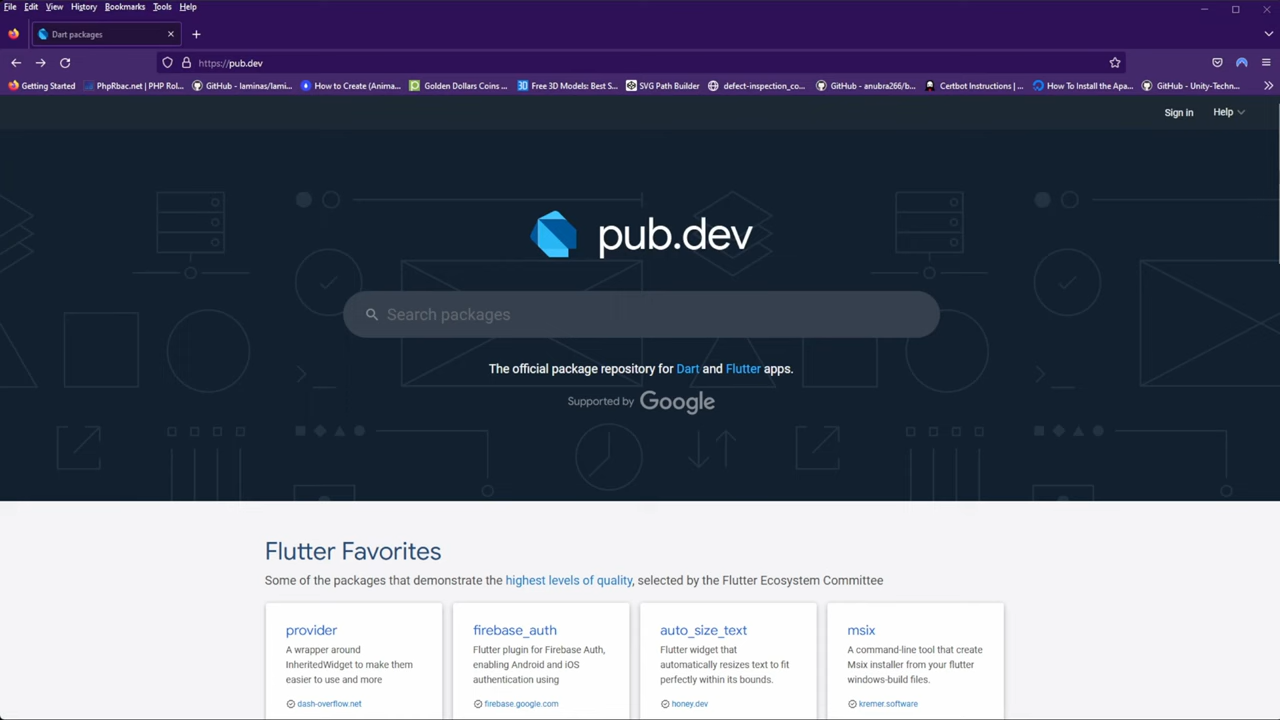 File Edit View History Bookmarks Tools Help
Dart packages
https://pub.dev
Getting Started
PhpRbac.net | PHP Rol...
GitHub - laminas/lami...
How to Create (Anima...
Golden Dollars Coins ...
Free 3D Models: Best S...
SVG Path Builder
defect-inspection_co...
GitHub - anubra266/b...
Certbot Instructions | ...
How To Install the Apa...
GitHub - Unity-Techn...
Sign in Help
pub.dev
Search packages
The official package repository for Dart and Flutter apps.
Supported by Google
Flutter Favorites
Some of the packages that demonstrate the highest levels of quality, selected by the Flutter Ecosystem Committee
provider
A wrapper around
InheritedWidget to make them
easier to use and more
dash-overflow.net
firebase_auth
Flutter plugin for Firebase Auth,
enabling Android and iOS
authentication using
firebase.google.com
auto_size_text
Flutter widget that
automatically resizes text to fit
perfectly within its bounds.
honey.dev
msix
A command-line tool that create
Msix installer from your flutter
windows-build files.
kremer.software